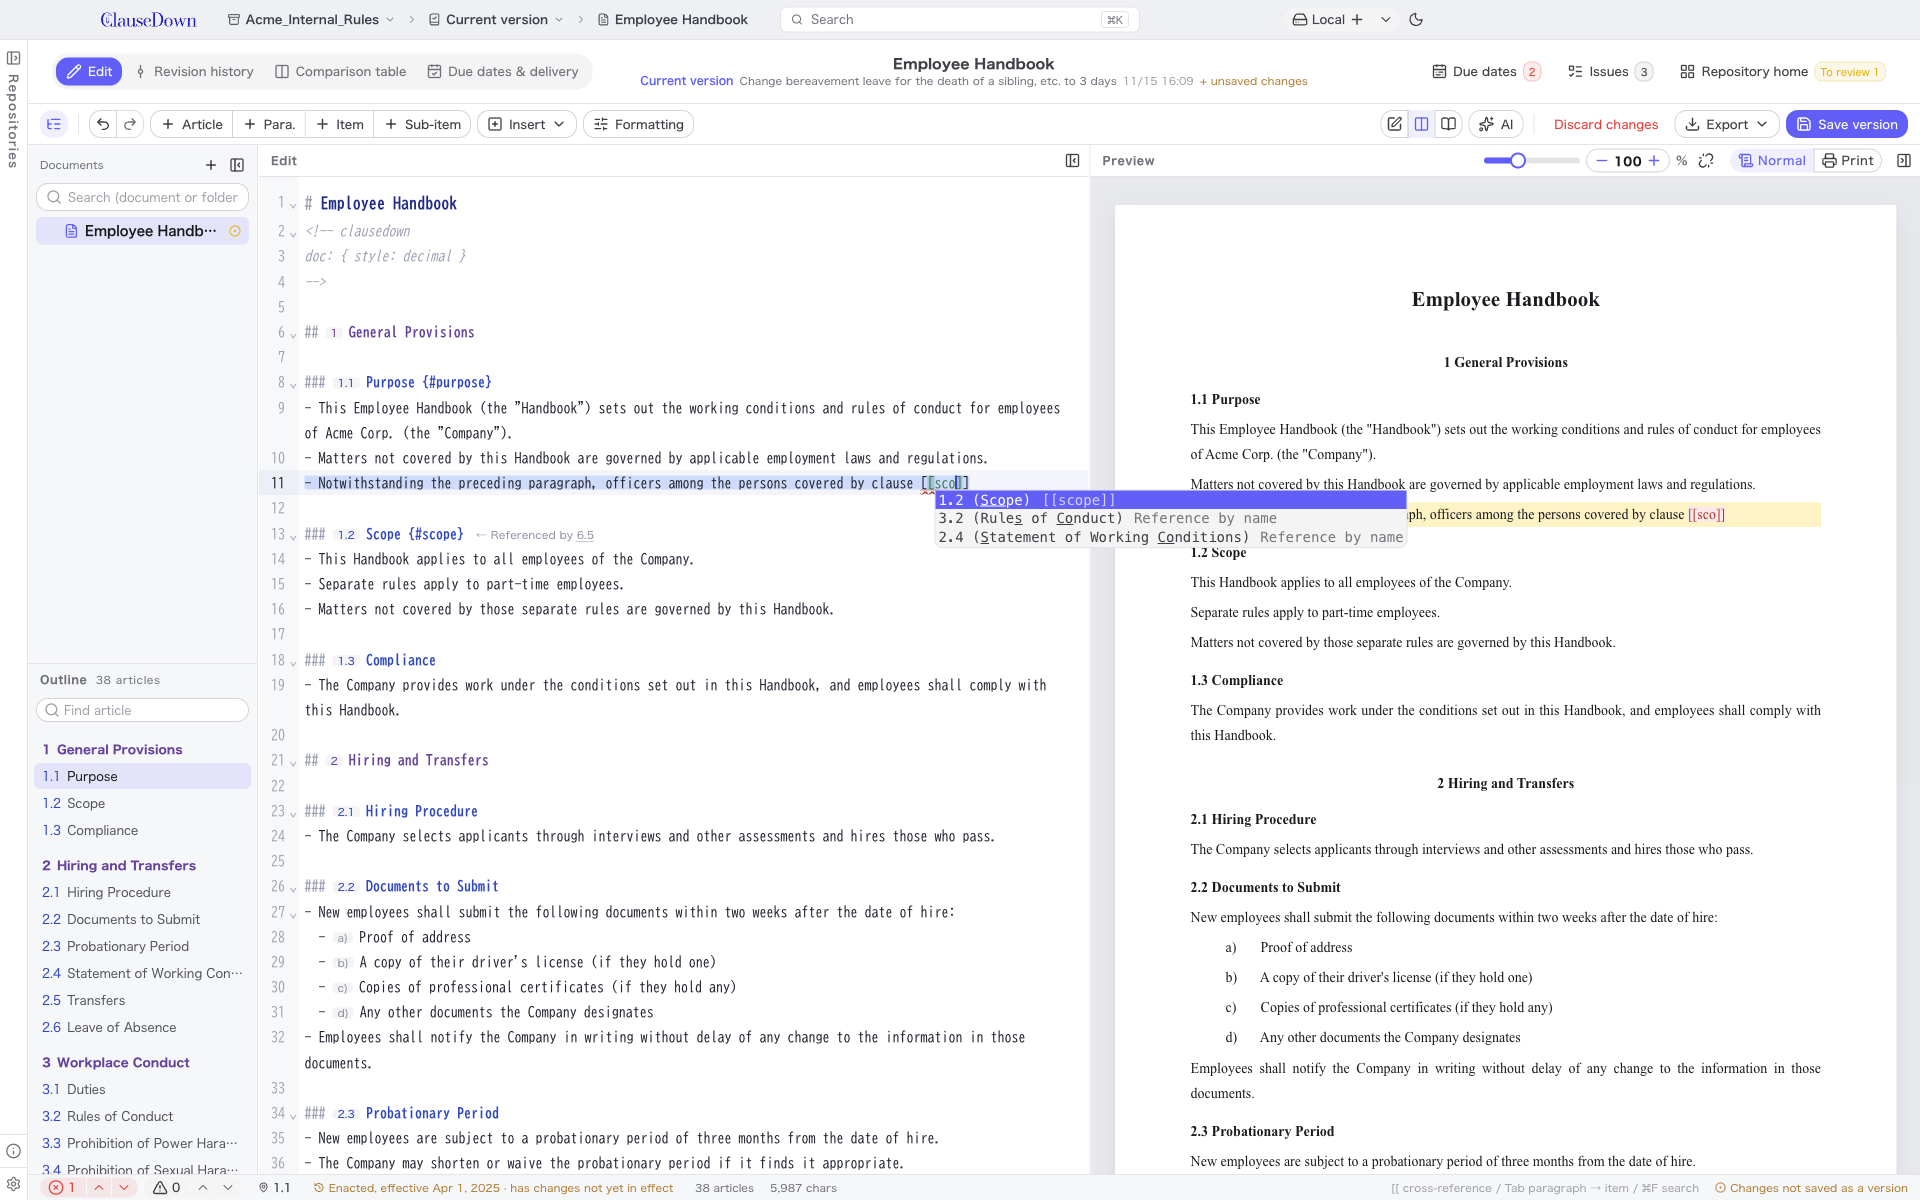 ClauseDown
Acme_Internal_Rules
Current version
Employee Handbook
Search
⌘K
Local
Edit
Revision history
Comparison table
Due dates & delivery
Employee Handbook
Current version Change bereavement leave for the death of a sibling, etc. to 3 days 11/15 16:09 + unsaved changes
Due dates 2
Issues 3
Repository home To review 1
Repositories
+ Article
+ Para.
+ Item
+ Sub-item
Insert
Formatting
AI
Discard changes
Export
Save version
Documents
Search (document or folder
Employee Handb···
Edit
Preview
− 100 + %
Normal
Print
1 # Employee Handbook
2 <!-- clausedown
3 doc: { style: decimal }
4 -->
5
6 ## 1 General Provisions
7
8 ### 1.1 Purpose {#purpose}
9 - This Employee Handbook (the "Handbook") sets out the working conditions and rules of conduct for employees
of Acme Corp. (the "Company").
10 - Matters not covered by this Handbook are governed by applicable employment laws and regulations.
11 - Notwithstanding the preceding paragraph, officers among the persons covered by clause [[sco]]
1.2 (Scope) [[scope]]
3.2 (Rules of Conduct) Reference by name
2.4 (Statement of Working Conditions) Reference by name
12
13 ### 1.2 Scope {#scope} ← Referenced by 6.5
14 - This Handbook applies to all employees of the Company.
15 - Separate rules apply to part-time employees.
16 - Matters not covered by those separate rules are governed by this Handbook.
17
18 ### 1.3 Compliance
19 - The Company provides work under the conditions set out in this Handbook, and employees shall comply with
this Handbook.
20
21 ## 2 Hiring and Transfers
22
23 ### 2.1 Hiring Procedure
24 - The Company selects applicants through interviews and other assessments and hires those who pass.
25
26 ### 2.2 Documents to Submit
27 - New employees shall submit the following documents within two weeks after the date of hire:
28 - a) Proof of address
29 - b) A copy of their driver's license (if they hold one)
30 - c) Copies of professional certificates (if they hold any)
31 - d) Any other documents the Company designates
32 - Employees shall notify the Company in writing without delay of any change to the information in those
documents.
33
34 ### 2.3 Probationary Period
35 - New employees are subject to a probationary period of three months from the date of hire.
36 - The Company may shorten or waive the probationary period if it finds it appropriate.
Outline 38 articles
Find article
1 General Provisions
1.1 Purpose
1.2 Scope
1.3 Compliance
2 Hiring and Transfers
2.1 Hiring Procedure
2.2 Documents to Submit
2.3 Probationary Period
2.4 Statement of Working Con···
2.5 Transfers
2.6 Leave of Absence
3 Workplace Conduct
3.1 Duties
3.2 Rules of Conduct
3.3 Prohibition of Power Hara···
3.4 Prohibition of Sexual Hara···
Employee Handbook
1 General Provisions
1.1 Purpose
This Employee Handbook (the "Handbook") sets out the working conditions and rules of conduct for employees
of Acme Corp. (the "Company").
Matters not covered by this Handbook are governed by applicable employment laws and regulations.
ph, officers among the persons covered by clause [[sco]]
1.2 Scope
This Handbook applies to all employees of the Company.
Separate rules apply to part-time employees.
Matters not covered by those separate rules are governed by this Handbook.
1.3 Compliance
The Company provides work under the conditions set out in this Handbook, and employees shall comply with
this Handbook.
2 Hiring and Transfers
2.1 Hiring Procedure
The Company selects applicants through interviews and other assessments and hires those who pass.
2.2 Documents to Submit
New employees shall submit the following documents within two weeks after the date of hire:
a) Proof of address
b) A copy of their driver's license (if they hold one)
c) Copies of professional certificates (if they hold any)
d) Any other documents the Company designates
Employees shall notify the Company in writing without delay of any change to the information in those
documents.
2.3 Probationary Period
New employees are subject to a probationary period of three months from the date of hire.
1
0
1.1
Enacted, effective Apr 1, 2025 · has changes not yet in effect
38 articles
5,987 chars
[[ cross-reference / Tab paragraph → item / ⌘F search
Changes not saved as a version